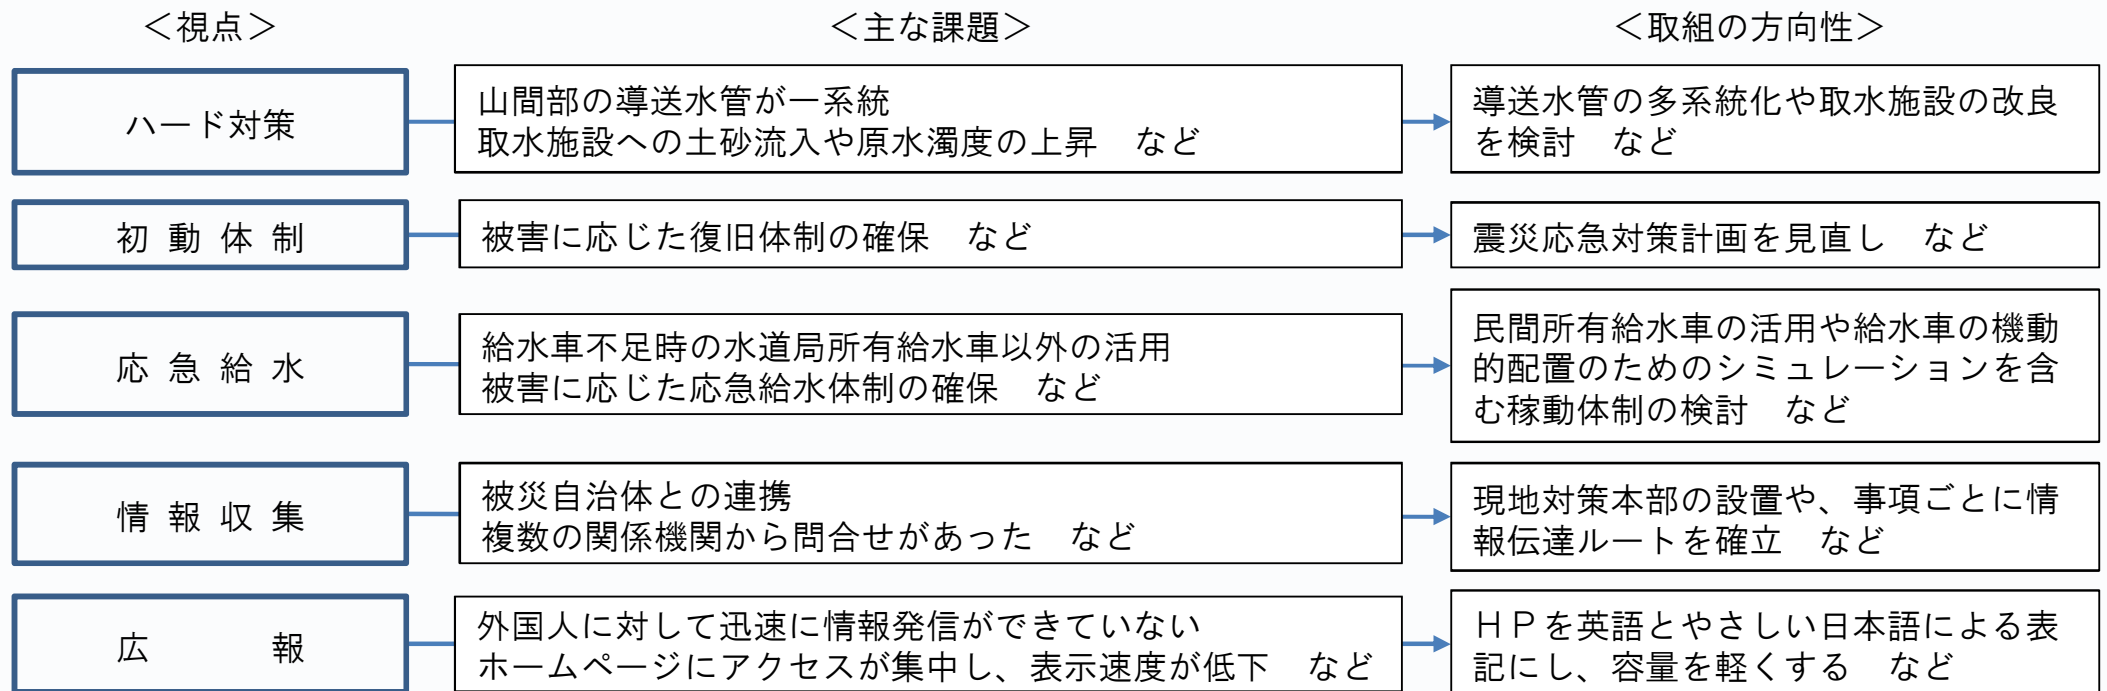 ＜視点＞
＜主な課題＞
＜取組の方向性＞
ハード対策
山間部の導送水管が一系統
取水施設への土砂流入や原水濁度の上昇　など
導送水管の多系統化や取水施設の改良
を検討　など
初 動 体 制
被害に応じた復旧体制の確保　など
震災応急対策計画を見直し　など
応 急 給 水
給水車不足時の水道局所有給水車以外の活用
被害に応じた応急給水体制の確保　など
民間所有給水車の活用や給水車の機動
的配置のためのシミュレーションを含
む稼動体制の検討　など
情 報 収 集
被災自治体との連携
複数の関係機関から問合せがあった　など
現地対策本部の設置や、事項ごとに情
報伝達ルートを確立　など
広　　　報
外国人に対して迅速に情報発信ができていない
ホームページにアクセスが集中し、表示速度が低下　など
ＨＰを英語とやさしい日本語による表
記にし、容量を軽くする　など